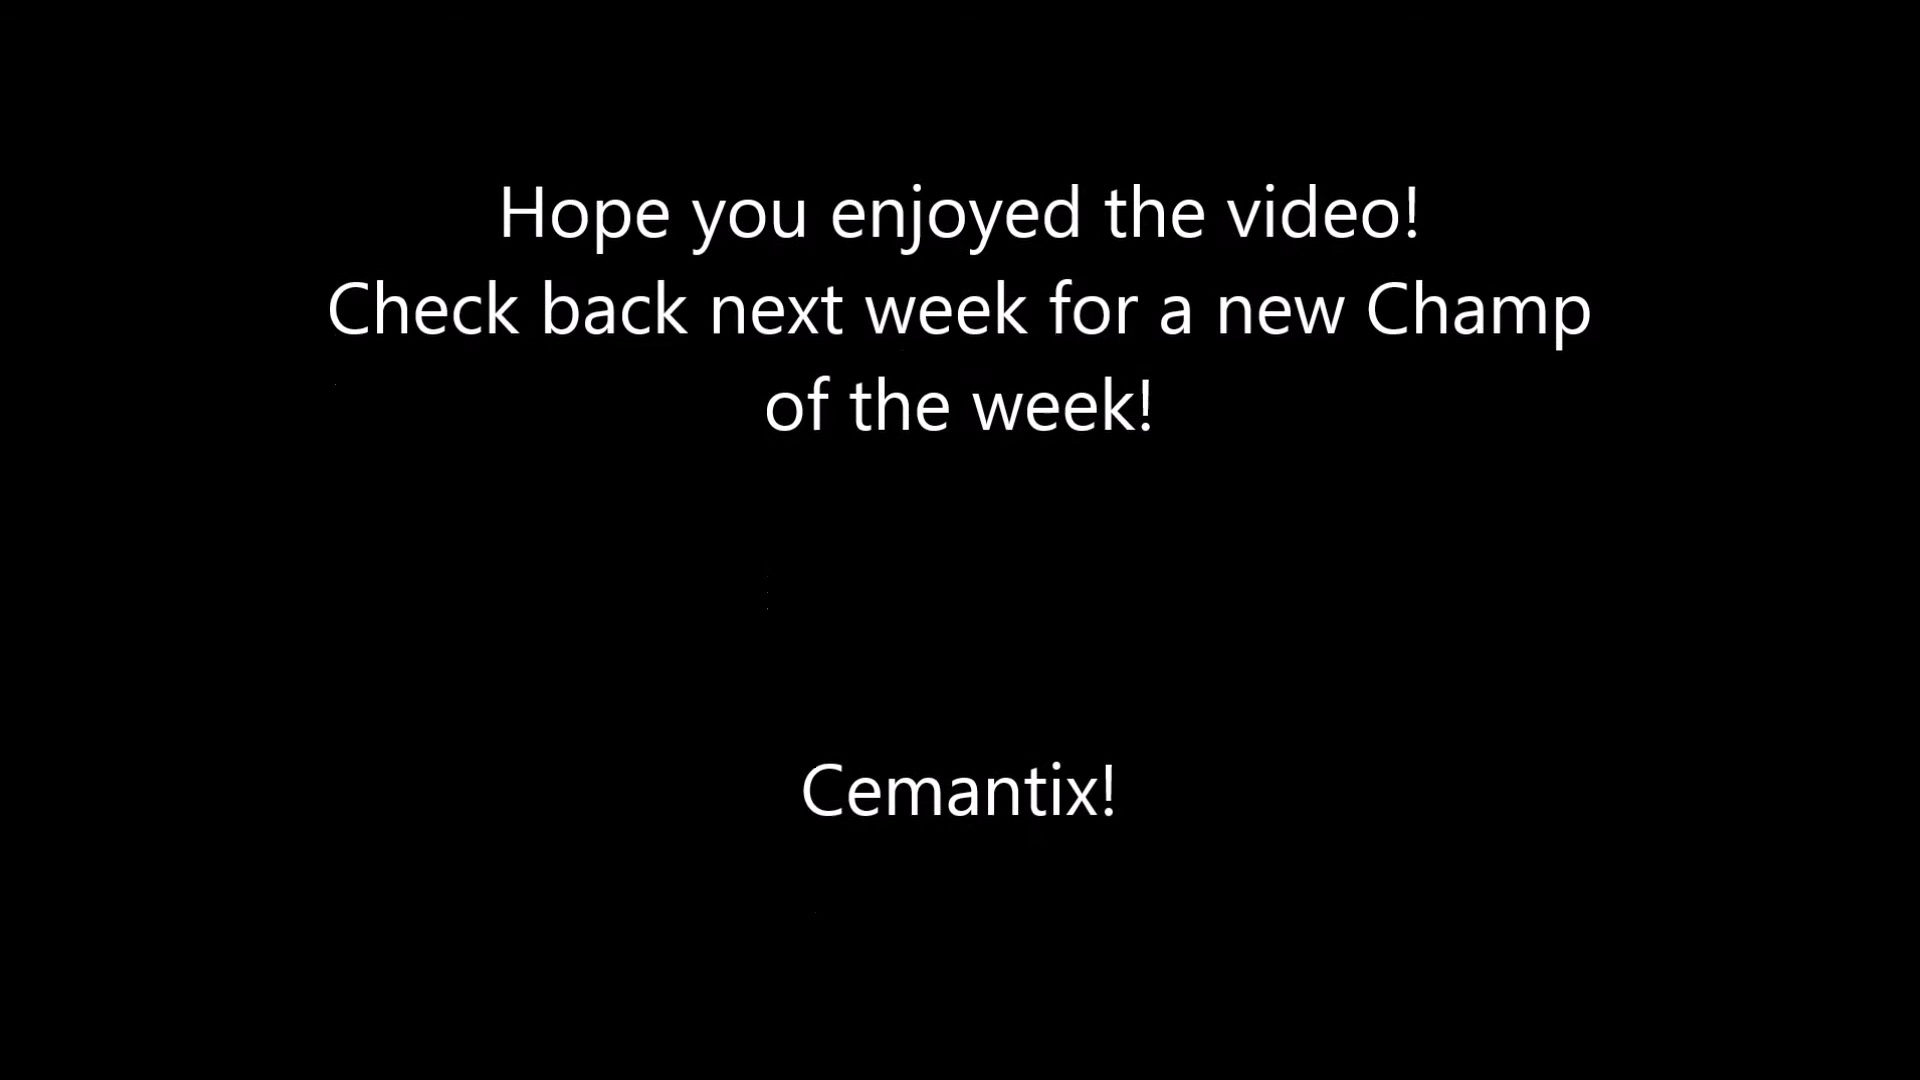 Hope you enjoyed the video!
Check back next week for a new Champ
of the week!
Cemantix!